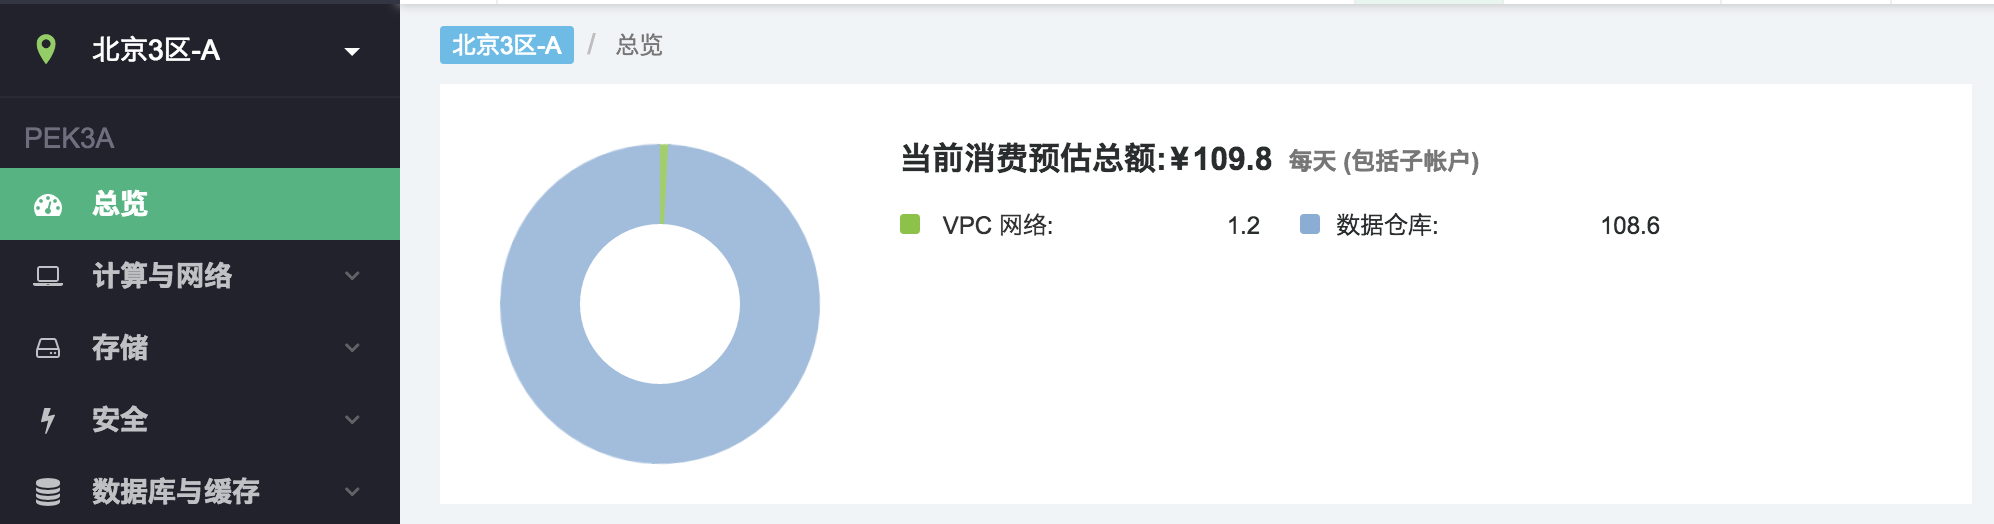 北京3区-A
PEK3A
总览
计算与网络
存储
安全
数据库与缓存
北京3区-A / 总览
当前消费预估总额:¥109.8 每天 (包括子帐户)
VPC 网络: 1.2 数据仓库: 108.6